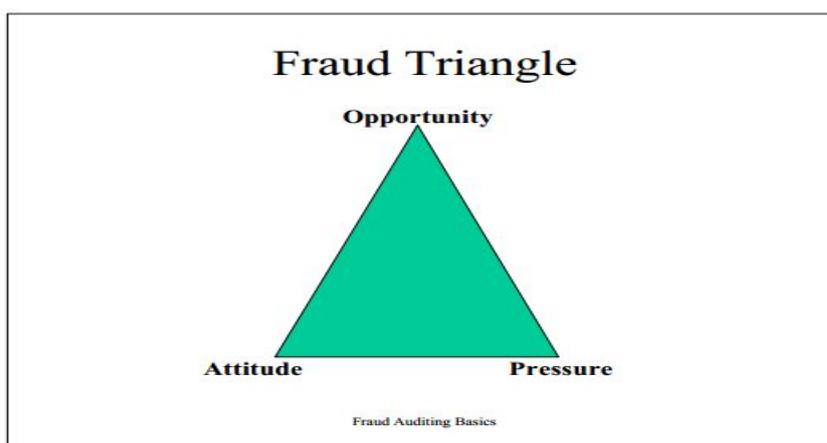 Fraud Triangle
Opportunity
Attitude Pressure
Fraud Auditing Basics